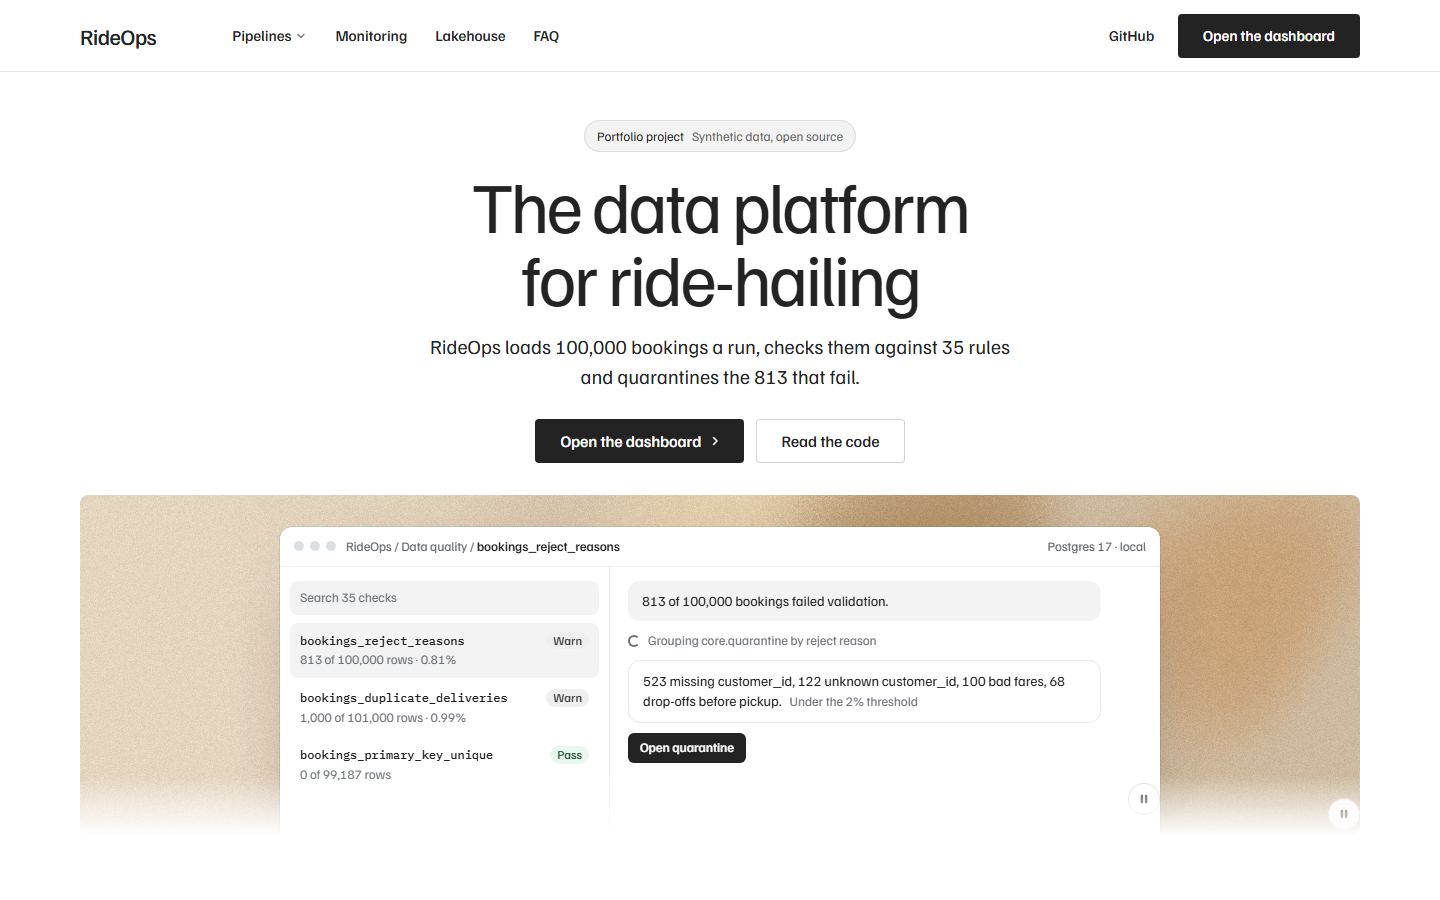 RideOps
Pipelines
Monitoring
Lakehouse
FAQ
GitHub
Open the dashboard
Portfolio project Synthetic data, open source
The data platform
for ride-hailing
RideOps loads 100,000 bookings a run, checks them against 35 rules
and quarantines the 813 that fail.
Open the dashboard
Read the code
RideOps / Data quality / bookings_reject_reasons
Postgres 17 · local
Search 35 checks
bookings_reject_reasons
Warn
813 of 100,000 rows · 0.81%
bookings_duplicate_deliveries
Warn
1,000 of 101,000 rows · 0.99%
bookings_primary_key_unique
Pass
0 of 99,187 rows
813 of 100,000 bookings failed validation.
Grouping core.quarantine by reject reason
523 missing customer_id, 122 unknown customer_id, 100 bad fares, 68
drop-offs before pickup. Under the 2% threshold
Open quarantine